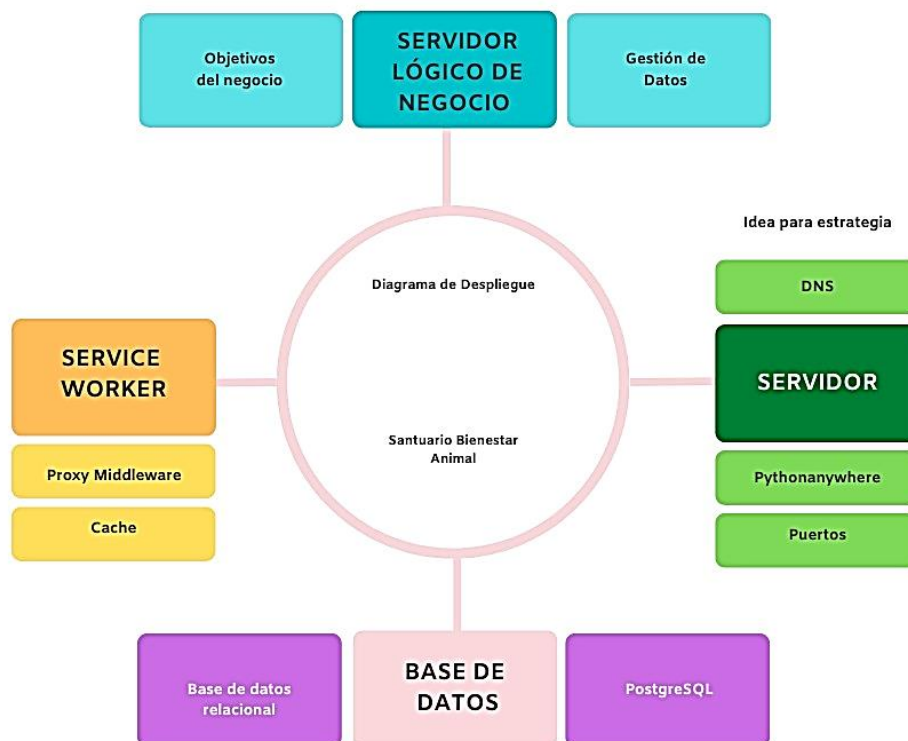 Objetivos
del negocio
SERVIDOR
LÓGICO DE
NEGOCIO
Gestión de
Datos
Idea para estrategia
Diagrama de Despliegue
DNS
SERVICE
WORKER
SERVIDOR
Santuario Bienestar
Animal
Proxy Middleware
Pythonanywhere
Cache
Puertos
Base de datos
relacional
BASE DE
DATOS
PostgreSQL